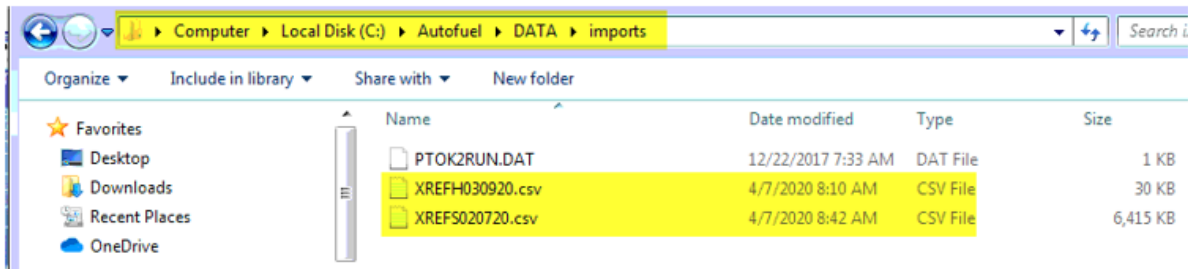 Computer Local Disk (C:) Autofuel DATA imports Search
Organize Include in library Share with New folder
Favorites
Desktop
Downloads
Recent Places
OneDrive
Name Date modified Type Size
PTOK2RUN.DAT 12/22/2017 7:33 AM DAT File 1 KB
XREFH030920.csv 4/7/2020 8:10 AM CSV File 30 KB
XREFS020720.csv 4/7/2020 8:42 AM CSV File 6,415 KB